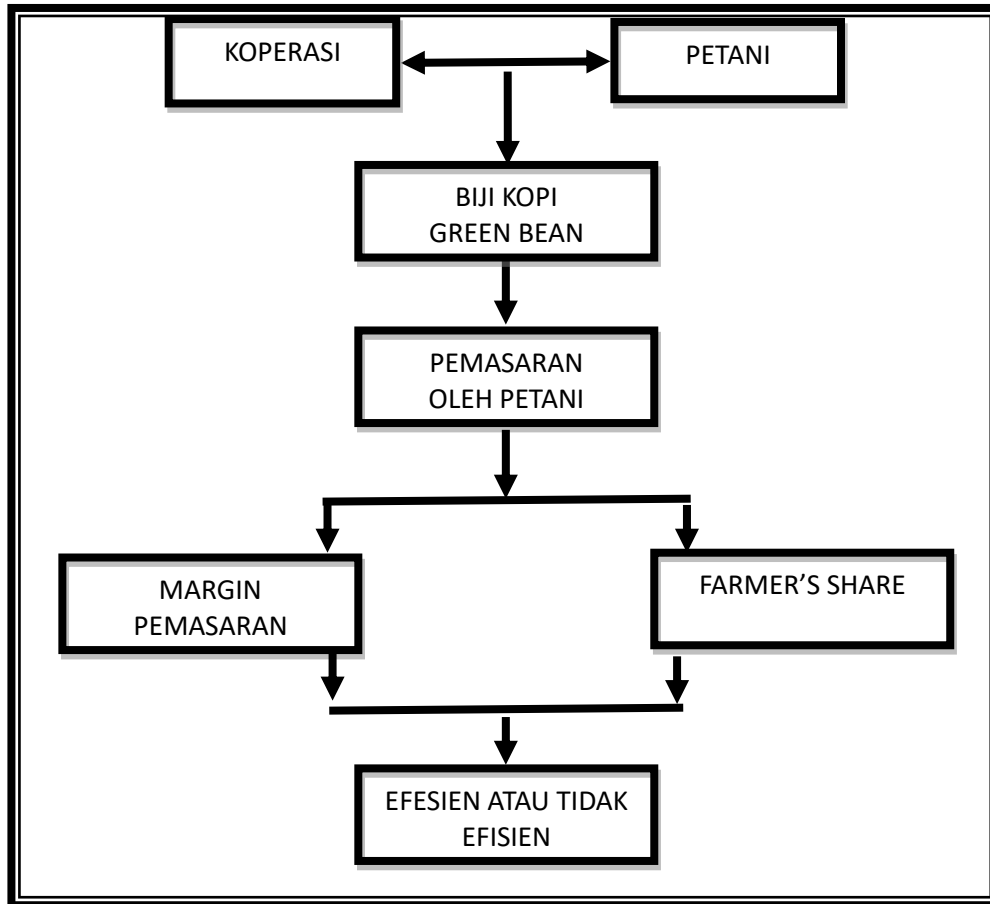 KOPERASI
PETANI
BIJI KOPI
GREEN BEAN
PEMASARAN
OLEH PETANI
MARGIN
PEMASARAN
FARMER’S SHARE
EFESIEN ATAU TIDAK
EFISIEN